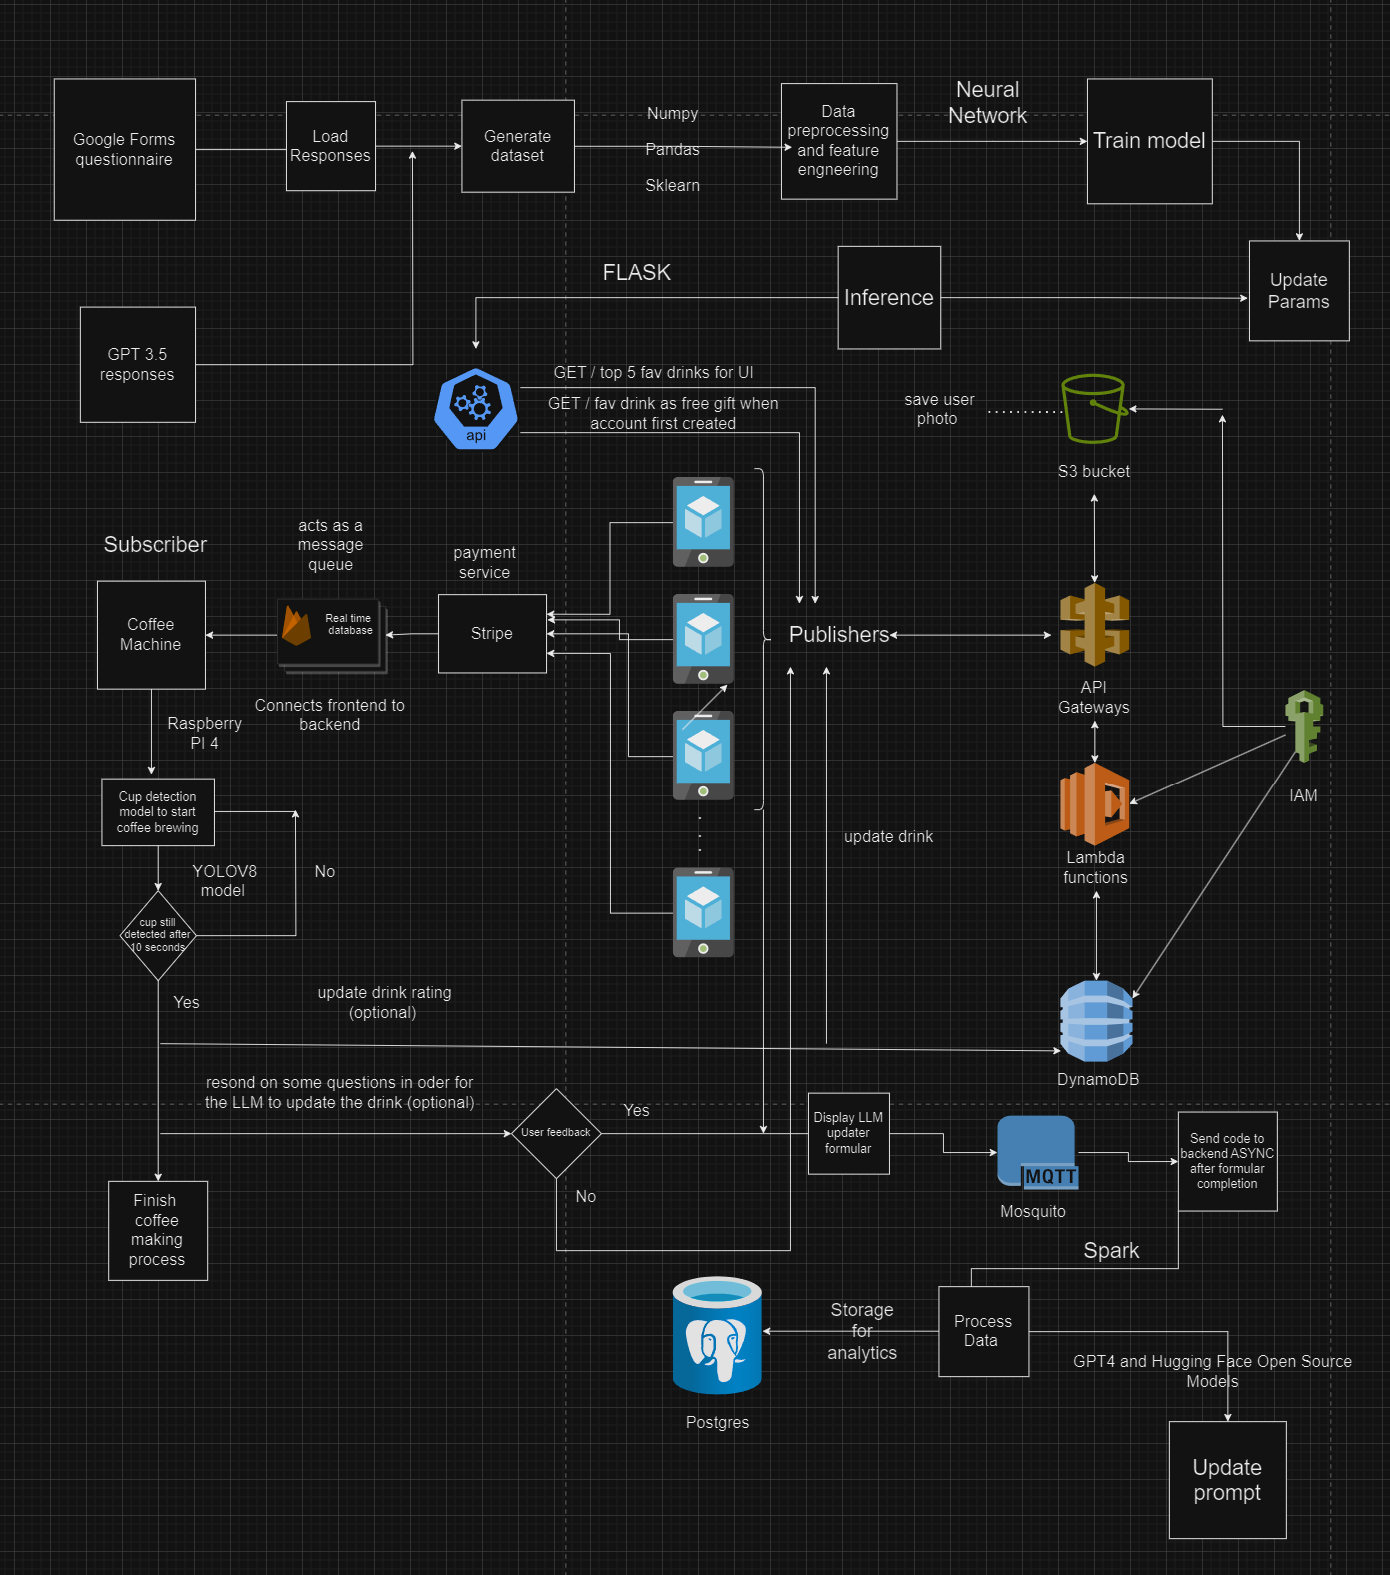 Google Forms
questionnaire
Load
Responses
Generate
dataset
Numpy
Pandas
Sklearn
Data
preprocessing
and feature
engneering
Neural
Network
Train model
GPT 3.5
responses
FLASK
Inference
Update
Params
api
GET / top 5 fav drinks for UI
GET / fav drink as free gift when
account first created
save user
photo
S3 bucket
Subscriber
acts as a
message
queue
payment
service
Coffee
Machine
Real time
database
Stripe
Publishers
Connects frontend to
backend
API
Gateways
Raspberry
PI 4
IAM
Cup detection
model to start
coffee brewing
update drink
Lambda
functions
YOLOV8
model
No
cup still
detected after
10 seconds
Yes
update drink rating
(optional)
DynamoDB
resond on some questions in oder for
the LLM to update the drink (optional)
User feedback
Yes
No
Display LLM
updater
formular
MQTT
Mosquito
Send code to
backend ASYNC
after formular
completion
Finish
coffee
making
process
Spark
Storage
for
analytics
Process
Data
GPT4 and Hugging Face Open Source
Models
Postgres
Update
prompt